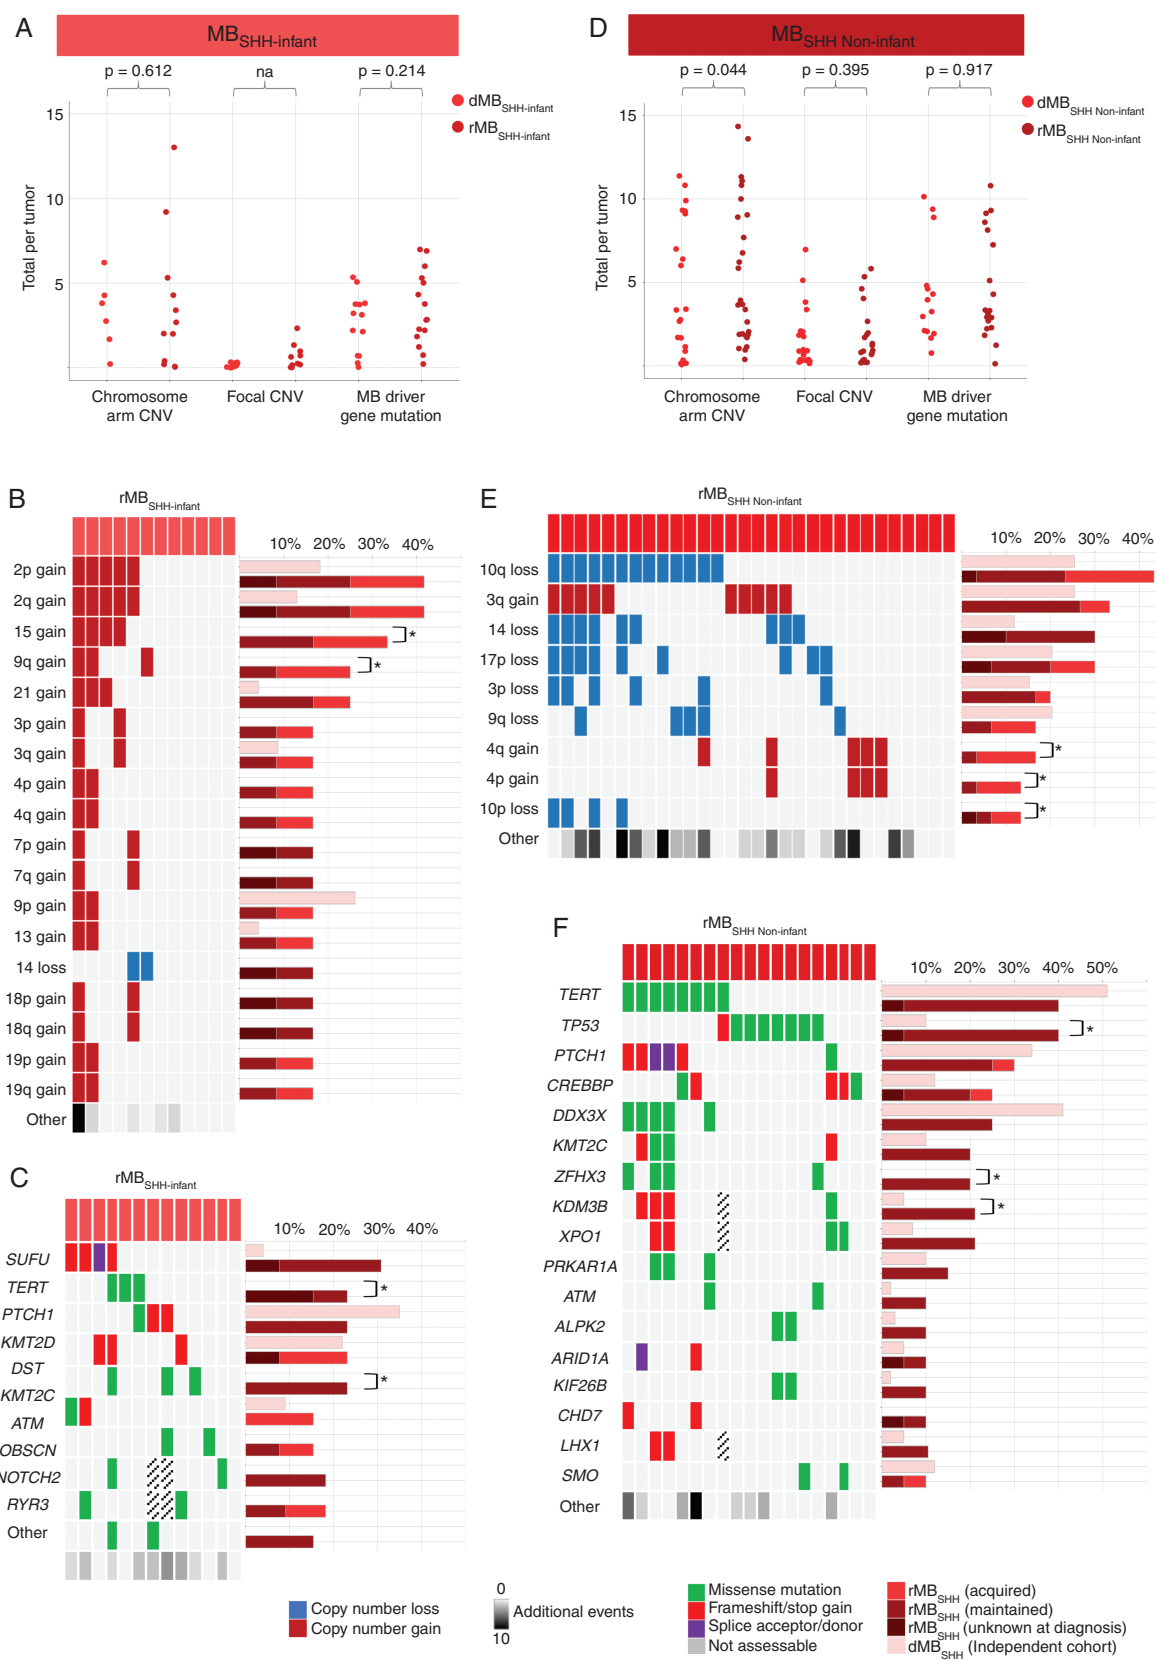 A
MBSHH-infant
p = 0.612
na
p = 0.214
dMBSHH-infant
rMBSHH-infant
Total per tumor
15
10
5
Chromosome arm CNV
Focal CNV
MB driver gene mutation
D
MBSHH Non-infant
p = 0.044
p = 0.395
p = 0.917
dMBSHH Non-infant
rMBSHH Non-infant
Total per tumor
15
10
5
Chromosome arm CNV
Focal CNV
MB driver gene mutation
B
rMBSHH-infant
10% 20% 30% 40%
2p gain
2q gain
15 gain
*
9q gain
*
21 gain
3p gain
3q gain
4p gain
4q gain
7p gain
7q gain
9p gain
13 gain
14 loss
18p gain
18q gain
19p gain
19q gain
Other
E
rMBSHH Non-infant
10% 20% 30% 40%
10q loss
3q gain
14 loss
17p loss
3p loss
9q loss
4q gain
*
4p gain
*
10p loss
*
Other
C
rMBSHH-infant
10% 20% 30% 40%
SUFU
TERT
*
PTCH1
KMT2D
DST
*
KMT2C
ATM
OBSCN
NOTCH2
RYR3
Other
F
rMBSHH Non-infant
10% 20% 30% 40% 50%
TERT
TP53
*
PTCH1
CREBBP
DDX3X
KMT2C
ZFHX3
*
KDM3B
*
XPO1
PRKAR1A
ATM
ALPK2
ARID1A
KIF26B
CHD7
LHX1
SMO
Other
Copy number loss
Copy number gain
0
Additional events
10
Missense mutation
Frameshift/stop gain
Splice acceptor/donor
Not assessable
rMBSHH (acquired)
rMBSHH (maintained)
rMBSHH (unknown at diagnosis)
dMBSHH (Independent cohort)